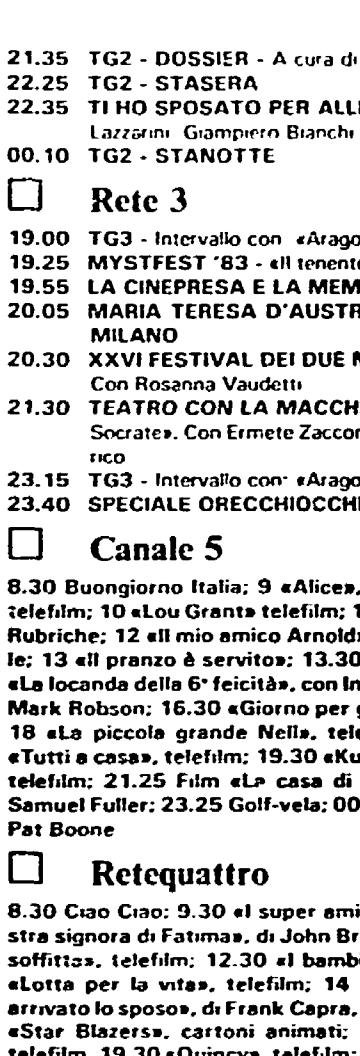 21.35 TG2 - DOSSIER - A cura di
22.25 TG2 - STASERA
22.35 TI HO SPOSATO PER ALLE
Lazzarini Giampiero Bianchi
00.10 TG2 - STANOTTE
Rete 3
19.00 TG3 - Intervallo con «Arago
19.25 MYSTFEST '83 - «Il tenente
19.55 LA CINEPRESA E LA MEM
20.05 MARIA TERESA D'AUSTR
MILANO
20.30 XXVI FESTIVAL DEI DUE M
Con Rosanna Vaudetti
21.30 TEATRO CON LA MACCHI
Socrate». Con Ermete Zaccon
rico
23.15 TG3 - Intervallo con: «Arago
23.40 SPECIALE ORECCHIOCCHI
Canale 5
8.30 Buongiorno Italia; 9 «Alice»,
telefilm; 10 «Lou Grant» telefilm; 1
Rubriche; 12 «Il mio amico Arnold»
le; 13 «Il pranzo è servito»; 13.30
«La locanda della 6ª feicità», con In
Mark Robson; 16.30 «Giorno per g
18 «La piccola grande Nell», tele
«Tutti a casa», telefilm; 19.30 «Ku
telefilm; 21.25 Film «La casa di
Samuel Fuller; 23.25 Golf-vela; 00
Pat Boone
Retequattro
8.30 Ciao Ciao; 9.30 «I super ami
stra signora di Fatima», di John Br
soffitta», telefilm; 12.30 «I bamb
«Lotta per la vita», telefilm; 14
arrivato lo sposo», di Frank Capra,
«Star Blazers», cartoni animati;
telefilm 19.30 «Quincy» telefilm